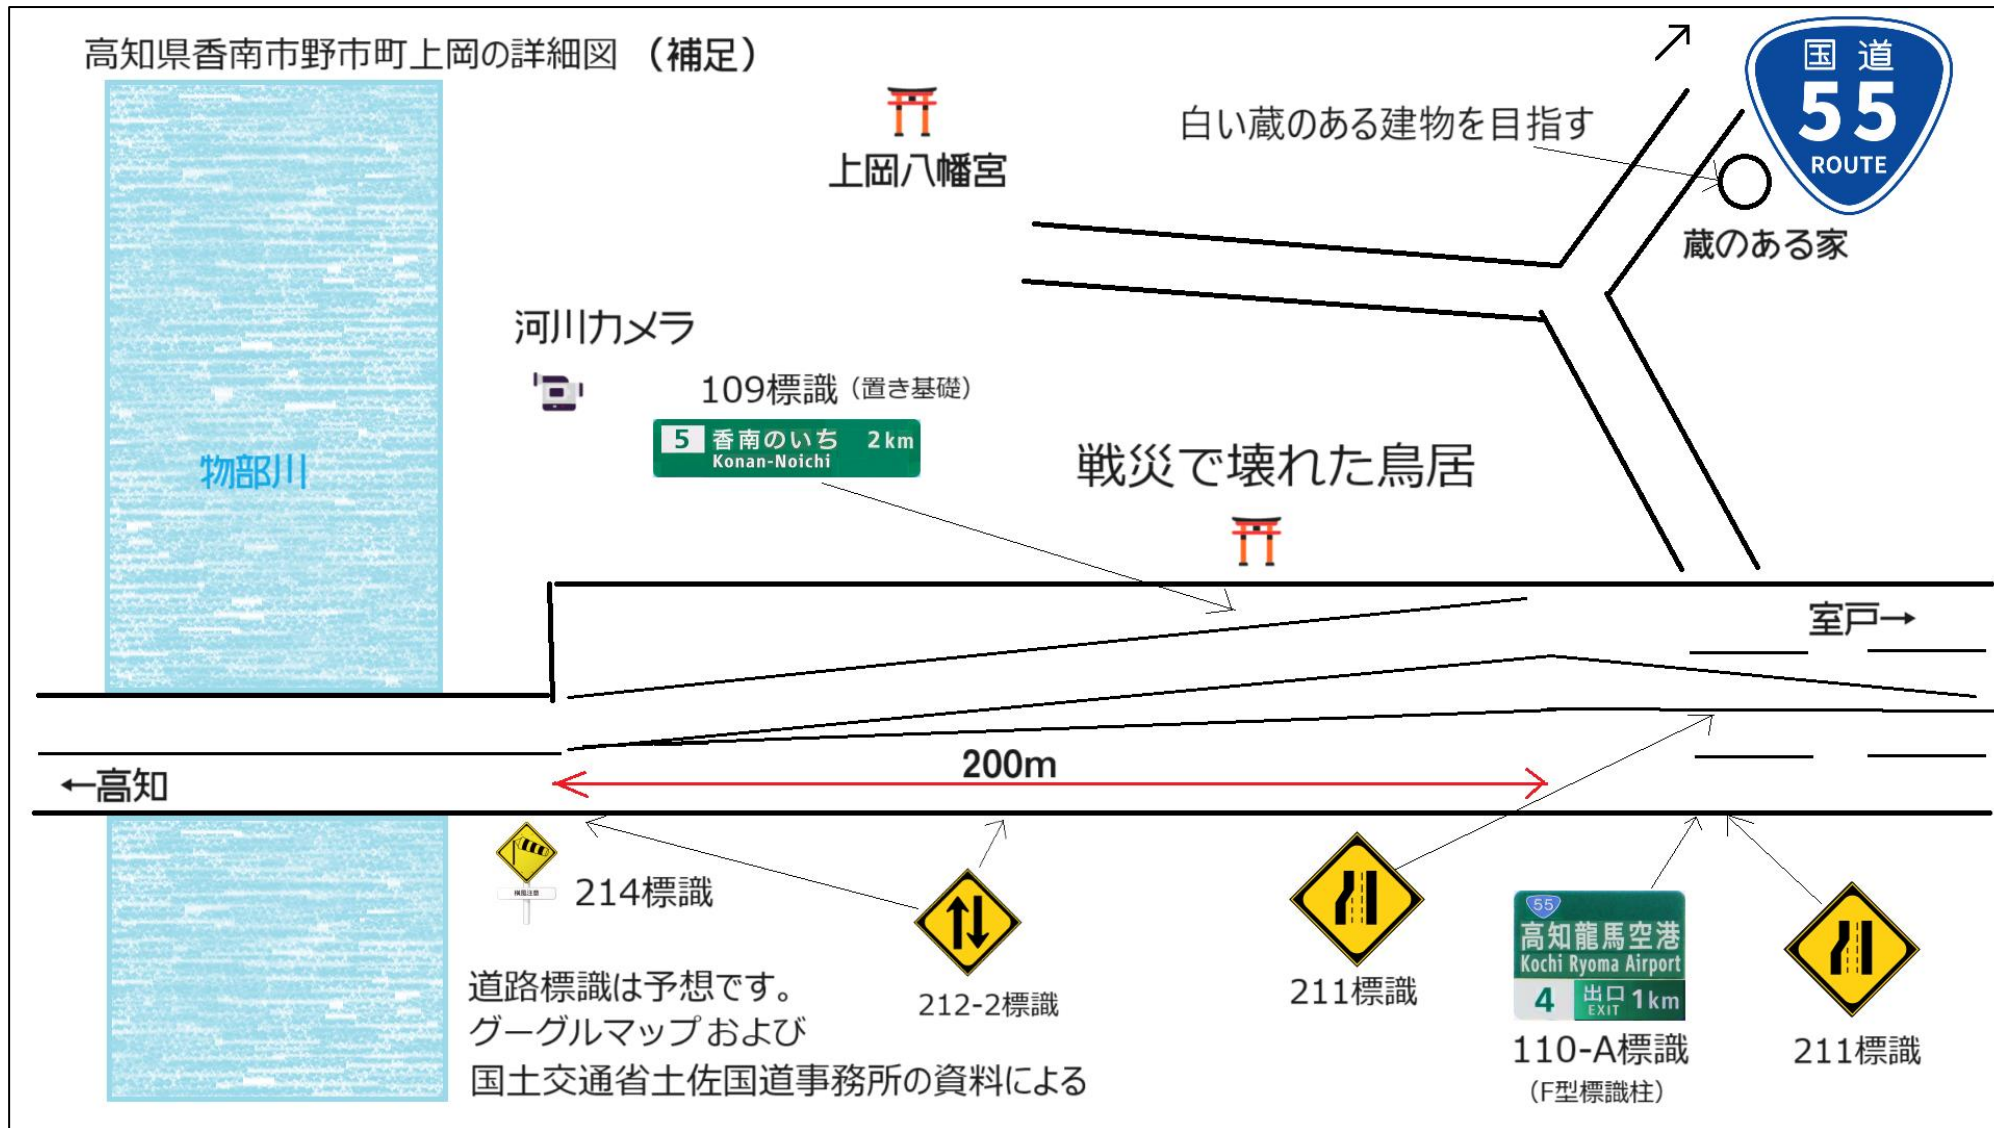 高知県香南市野市町上岡の詳細図 （補足）
国道
55
ROUTE
白い蔵のある建物を目指す
上岡八幡宮
蔵のある家
河川カメラ
109標識（置き基礎）
5 香南のいち 2km
Konan-Noichi
物部川
戦災で壊れた鳥居
室戸→
200m
←高知
横風注意
214標識
212-2標識
211標識
55
高知龍馬空港
Kochi Ryoma Airport
4 出口 1km
EXIT
110-A標識
（F型標識柱）
211標識
道路標識は予想です。
グーグルマップおよび
国土交通省土佐国道事務所の資料による